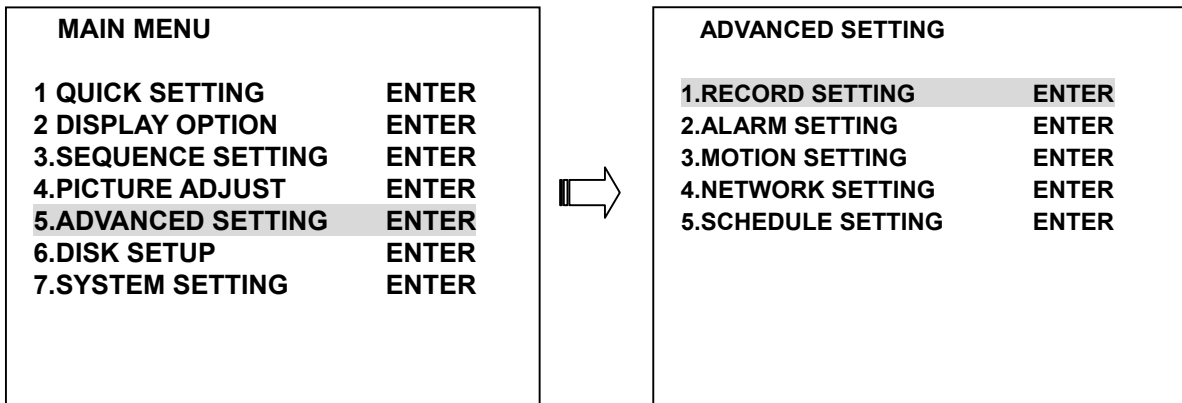 MAIN MENU
1 QUICK SETTING ENTER
2 DISPLAY OPTION ENTER
3.SEQUENCE SETTING ENTER
4.PICTURE ADJUST ENTER
5.ADVANCED SETTING ENTER
6.DISK SETUP ENTER
7.SYSTEM SETTING ENTER
ADVANCED SETTING
1.RECORD SETTING ENTER
2.ALARM SETTING ENTER
3.MOTION SETTING ENTER
4.NETWORK SETTING ENTER
5.SCHEDULE SETTING ENTER